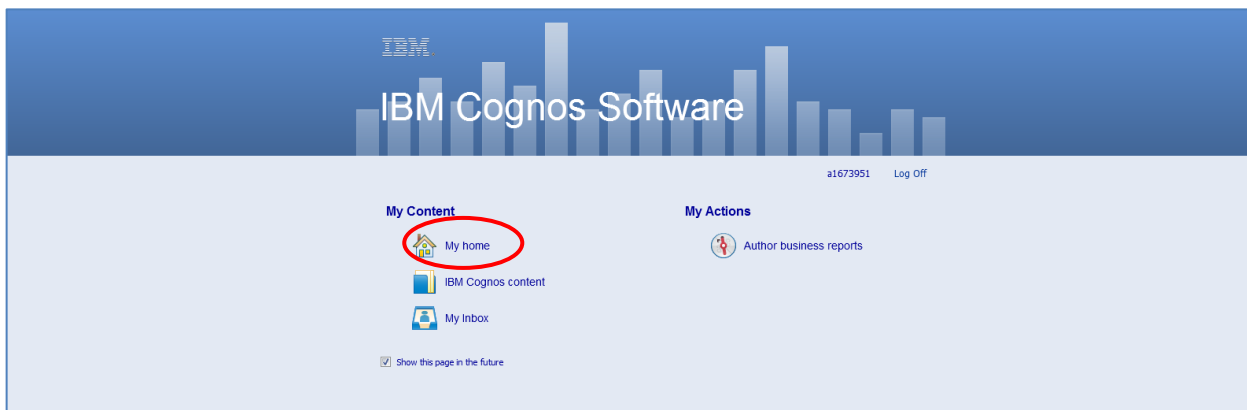 IBM.
IBM Cognos Software
a1673951 Log Off
My Content
My home
IBM Cognos content
My Inbox
Show this page in the future
My Actions
Author business reports